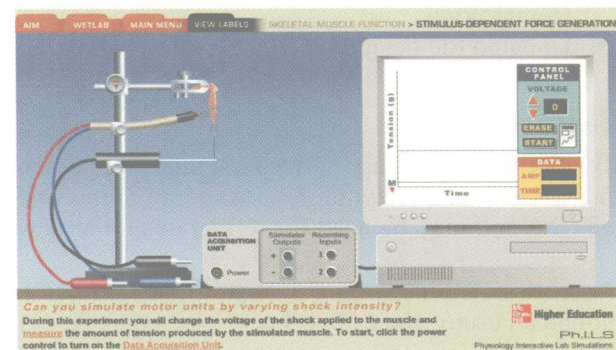 AIM WETLAB MAIN MENU VIEW LABELS SKELETAL MUSCLE FUNCTION > STIMULUS-DEPENDENT FORCE GENERATION
CONTROL
PANEL
VOLTAGE
0
ERASE
START
DATA
AMP
TIME
Tension (g)
Time
DATA
ACQUISITION
UNIT
Power
Stimulator
Outputs
+
-
Recording
Inputs
1
2
Can you simulate motor units by varying shock intensity?
During this experiment you will change the voltage of the shock applied to the muscle and
measure the amount of tension produced by the stimulated muscle. To start, click the power
control to turn on the Data Acquisition Unit.
Higher Education
Ph.I.L.S
Physiology Interactive Lab Simulations